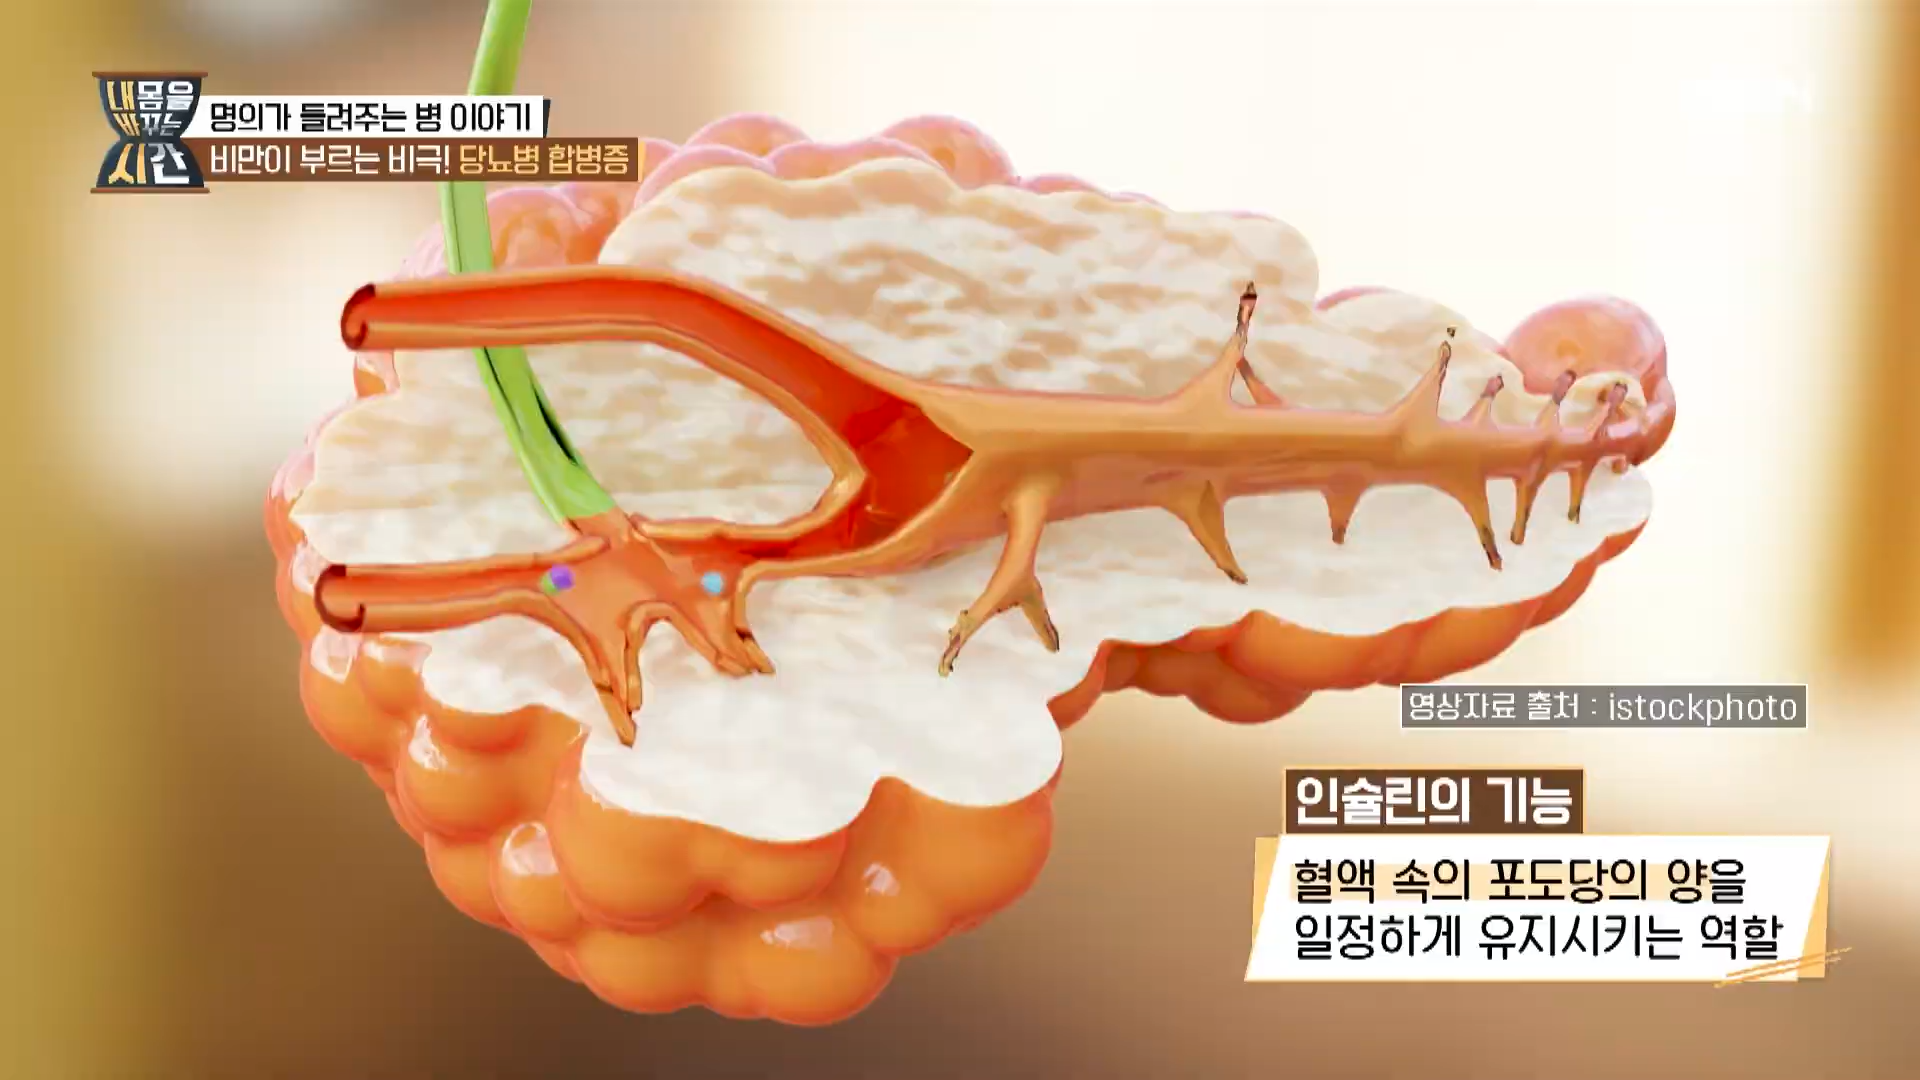 내 몸을
바꾸는
시간
명의가 들려주는 병 이야기
비만이 부르는 비극! 당뇨병 합병증
영상자료 출처 : istockphoto
인슐린의 기능
혈액 속의 포도당의 양을
일정하게 유지시키는 역할